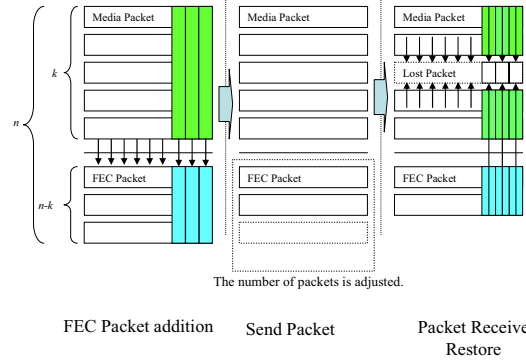 Media Packet
Media Packet
Media Packet
k
Lost Packet
n
FEC Packet
FEC Packet
FEC Packet
n-k
The number of packets is adjusted.
FEC Packet addition
Send Packet
Packet Receive
Restore